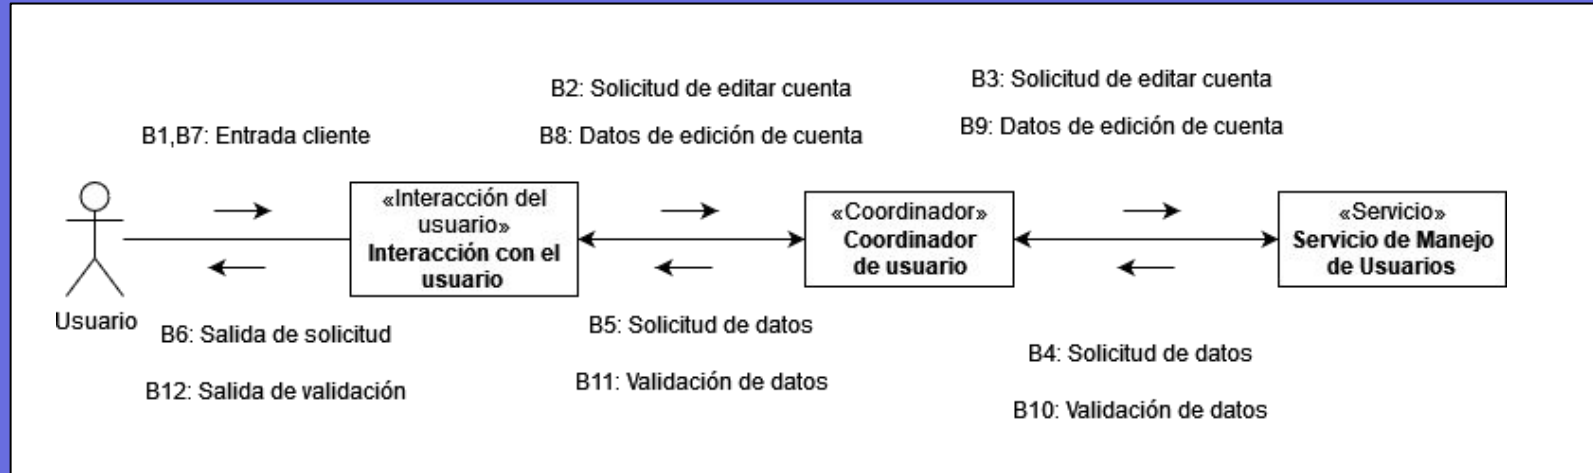 B2: Solicitud de editar cuenta
B3: Solicitud de editar cuenta
B1,B7: Entrada cliente
B8: Datos de edición de cuenta
B9: Datos de edición de cuenta
«Interacción del
usuario»
Interacción con el
usuario
«Coordinador»
Coordinador
de usuario
«Servicio»
Servicio de Manejo
de Usuarios
Usuario
B6: Salida de solicitud
B5: Solicitud de datos
B4: Solicitud de datos
B12: Salida de validación
B11: Validación de datos
B10: Validación de datos